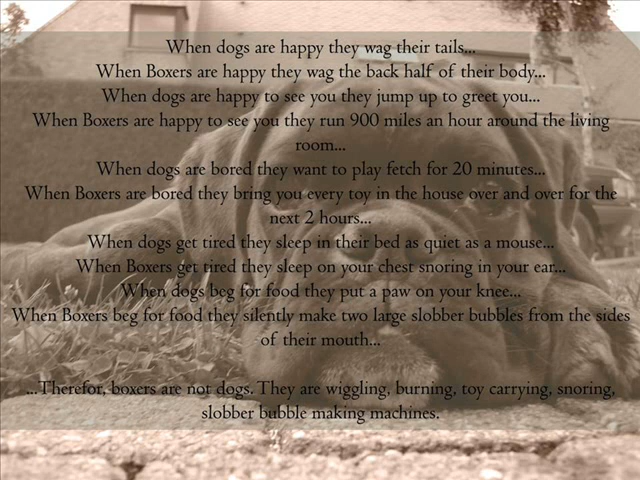 When dogs are happy they wag their tails...
When Boxers are happy they wag the back half of their body...
When dogs are happy to see you they jump up to greet you...
When Boxers are happy to see you they run 900 miles an hour around the living
room...
When dogs are bored they want to play fetch for 20 minutes...
When Boxers are bored they bring you every toy in the house over and over for the
next 2 hours...
When dogs get tired they sleep in their bed as quiet as a mouse...
When Boxers get tired they sleep on your chest snoring in your ear...
When dogs beg for food they put a paw on your knee...
When Boxers beg for food they silently make two large slobber bubbles from the sides
of their mouth...
...Therefor, boxers are not dogs. They are wiggling, burning, toy carrying, snoring,
slobber bubble making machines.